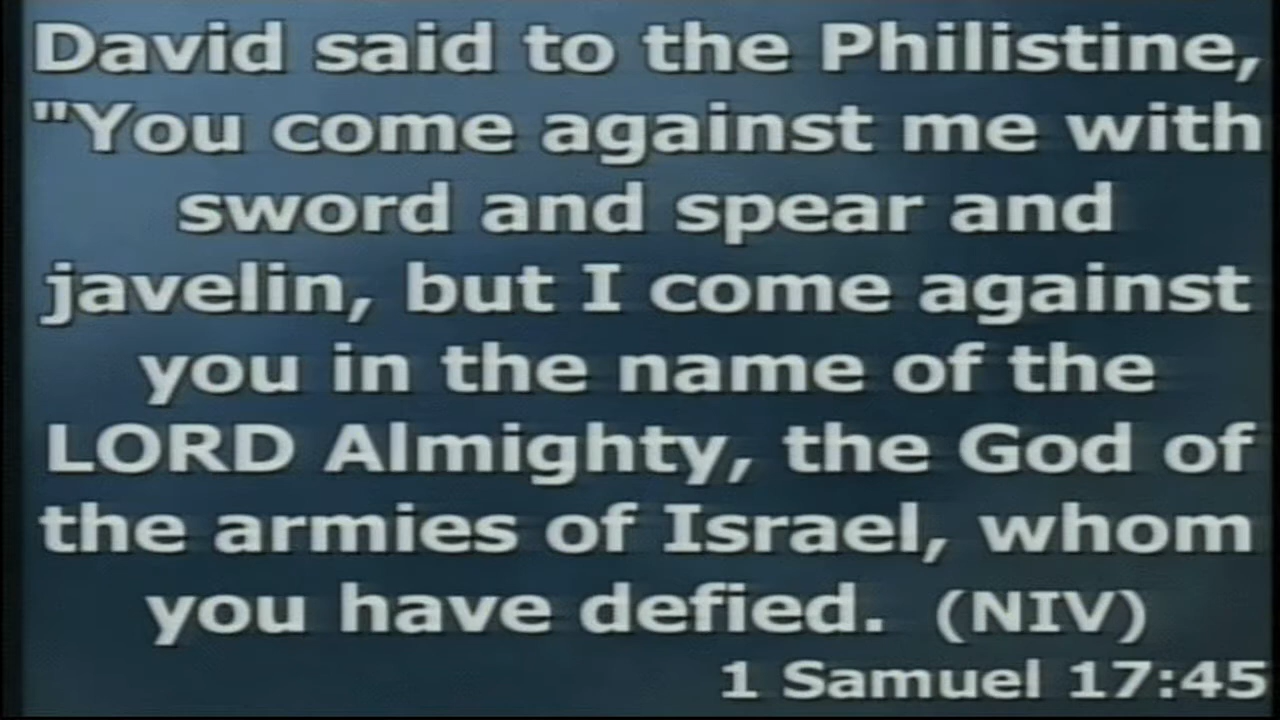 David said to the Philistine,
"You come against me with
sword and spear and
javelin, but I come against
you in the name of the
LORD Almighty, the God of
the armies of Israel, whom
you have defied.  (NIV)
1 Samuel 17:45